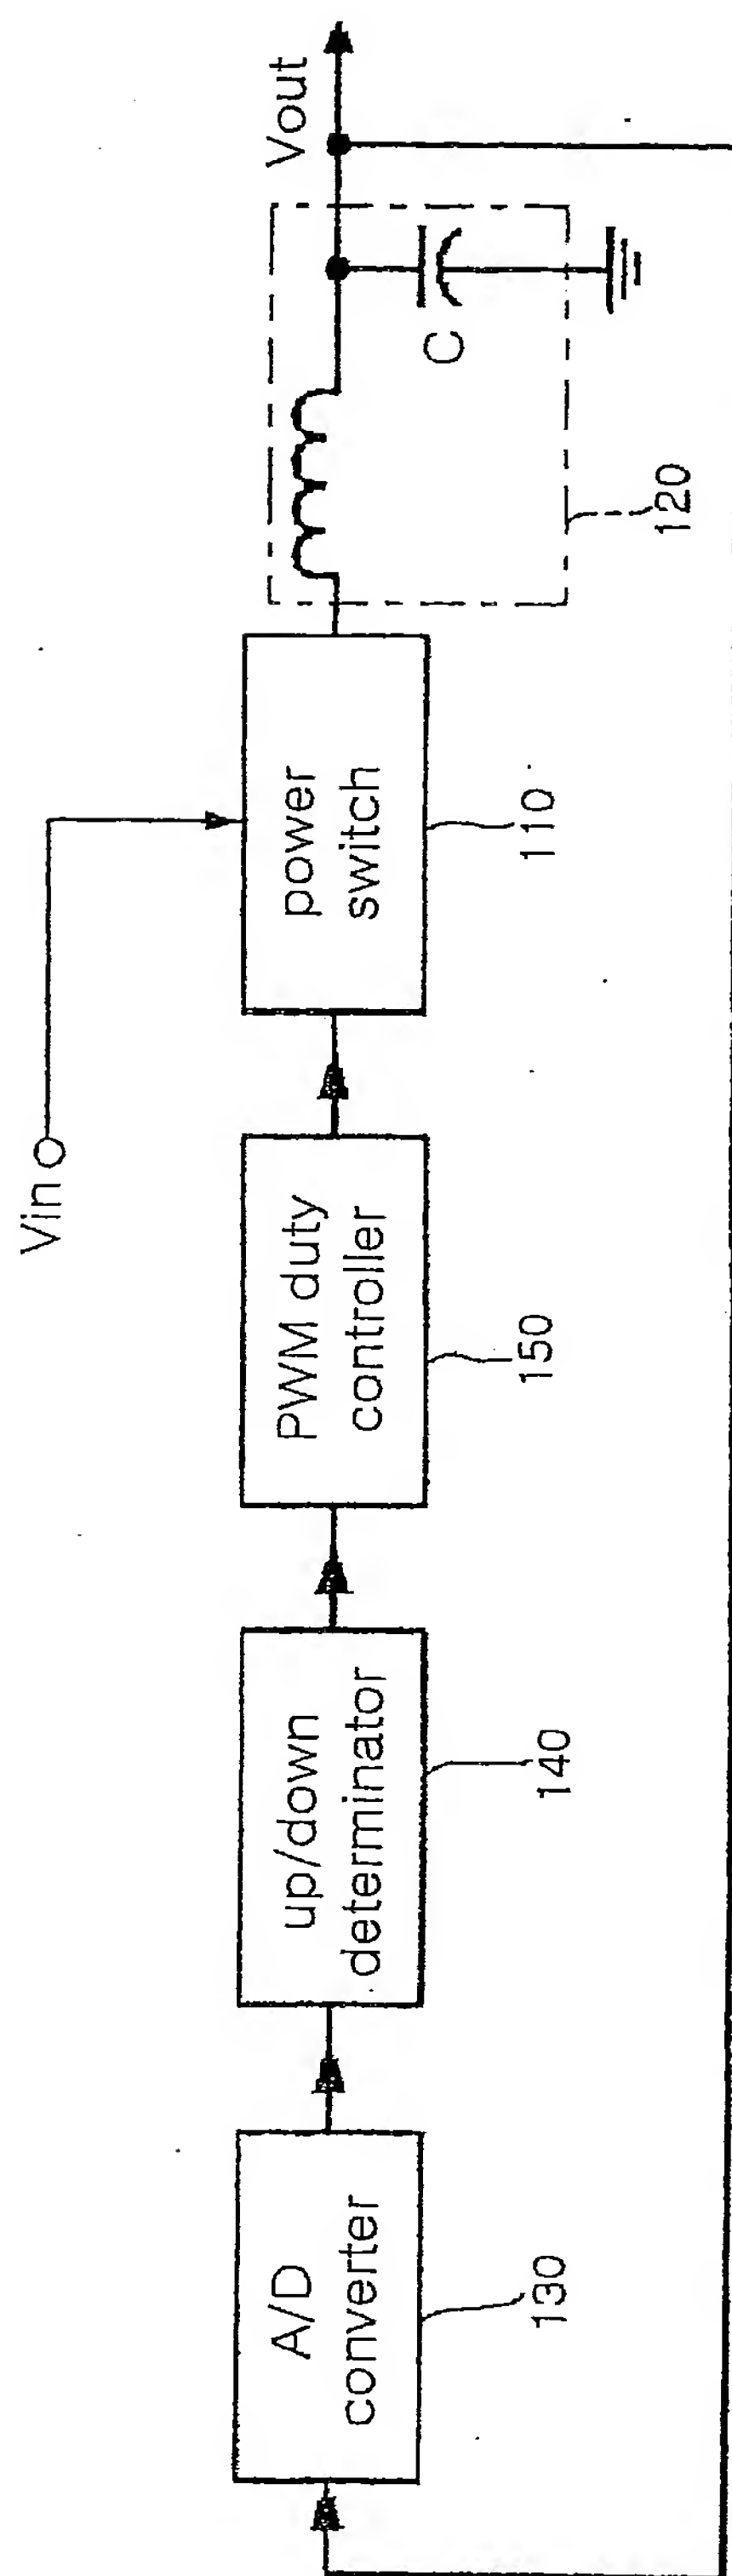 A/D
converter
130
up/down
determinator
140
PWM duty
controller
150
Vin
power
switch
110
120
C
Vout